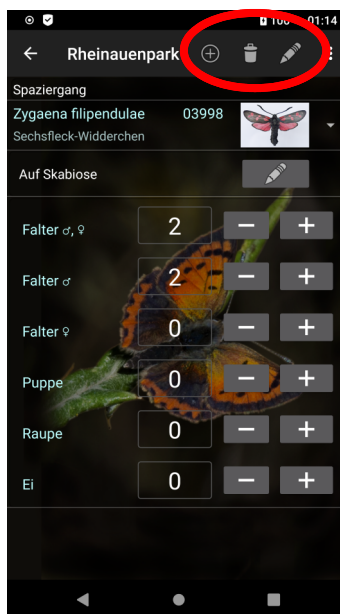 100 01:14
Rheinauenpark
Spaziergang
Zygaena filipendulae 03998
Sechsfleck-Widderchen
Auf Skabiose
Falter ♂, ♀ 2
Falter ♂ 2
Falter ♀ 0
Puppe 0
Raupe 0
Ei 0